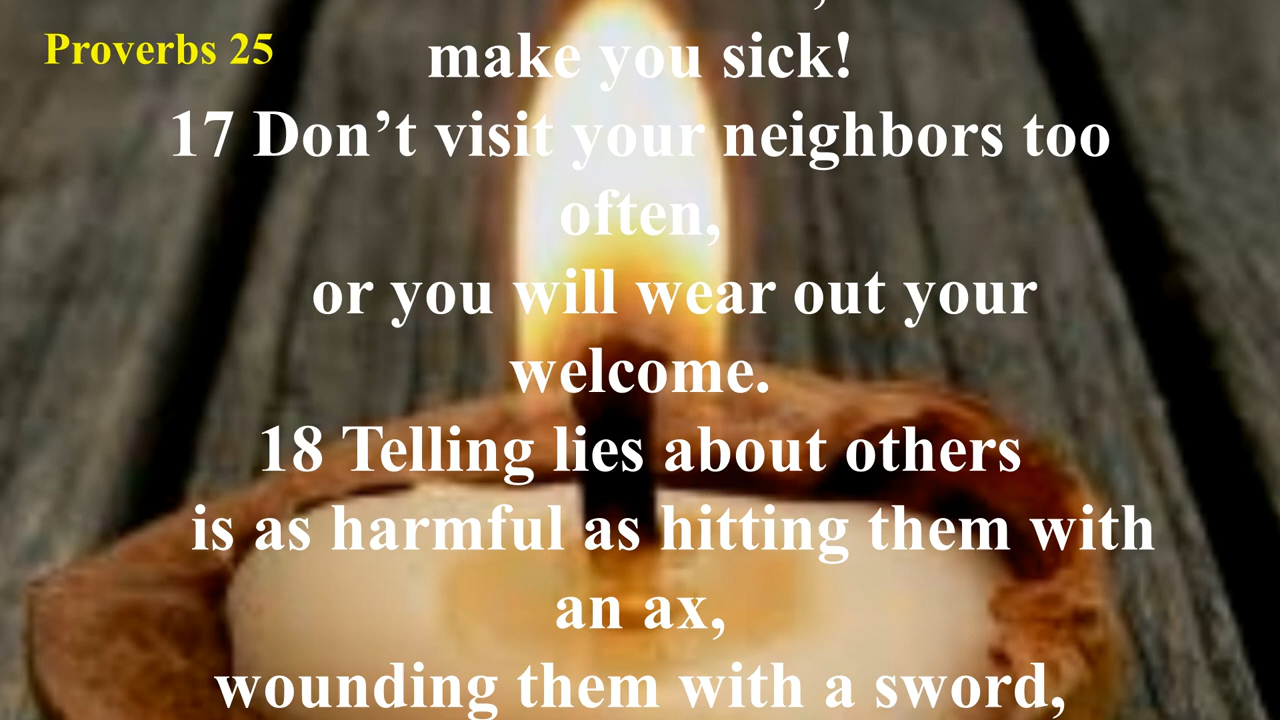 Proverbs 25
make you sick!
17 Don’t visit your neighbors too
often,
or you will wear out your
welcome.
18 Telling lies about others
is as harmful as hitting them with
an ax,
wounding them with a sword,